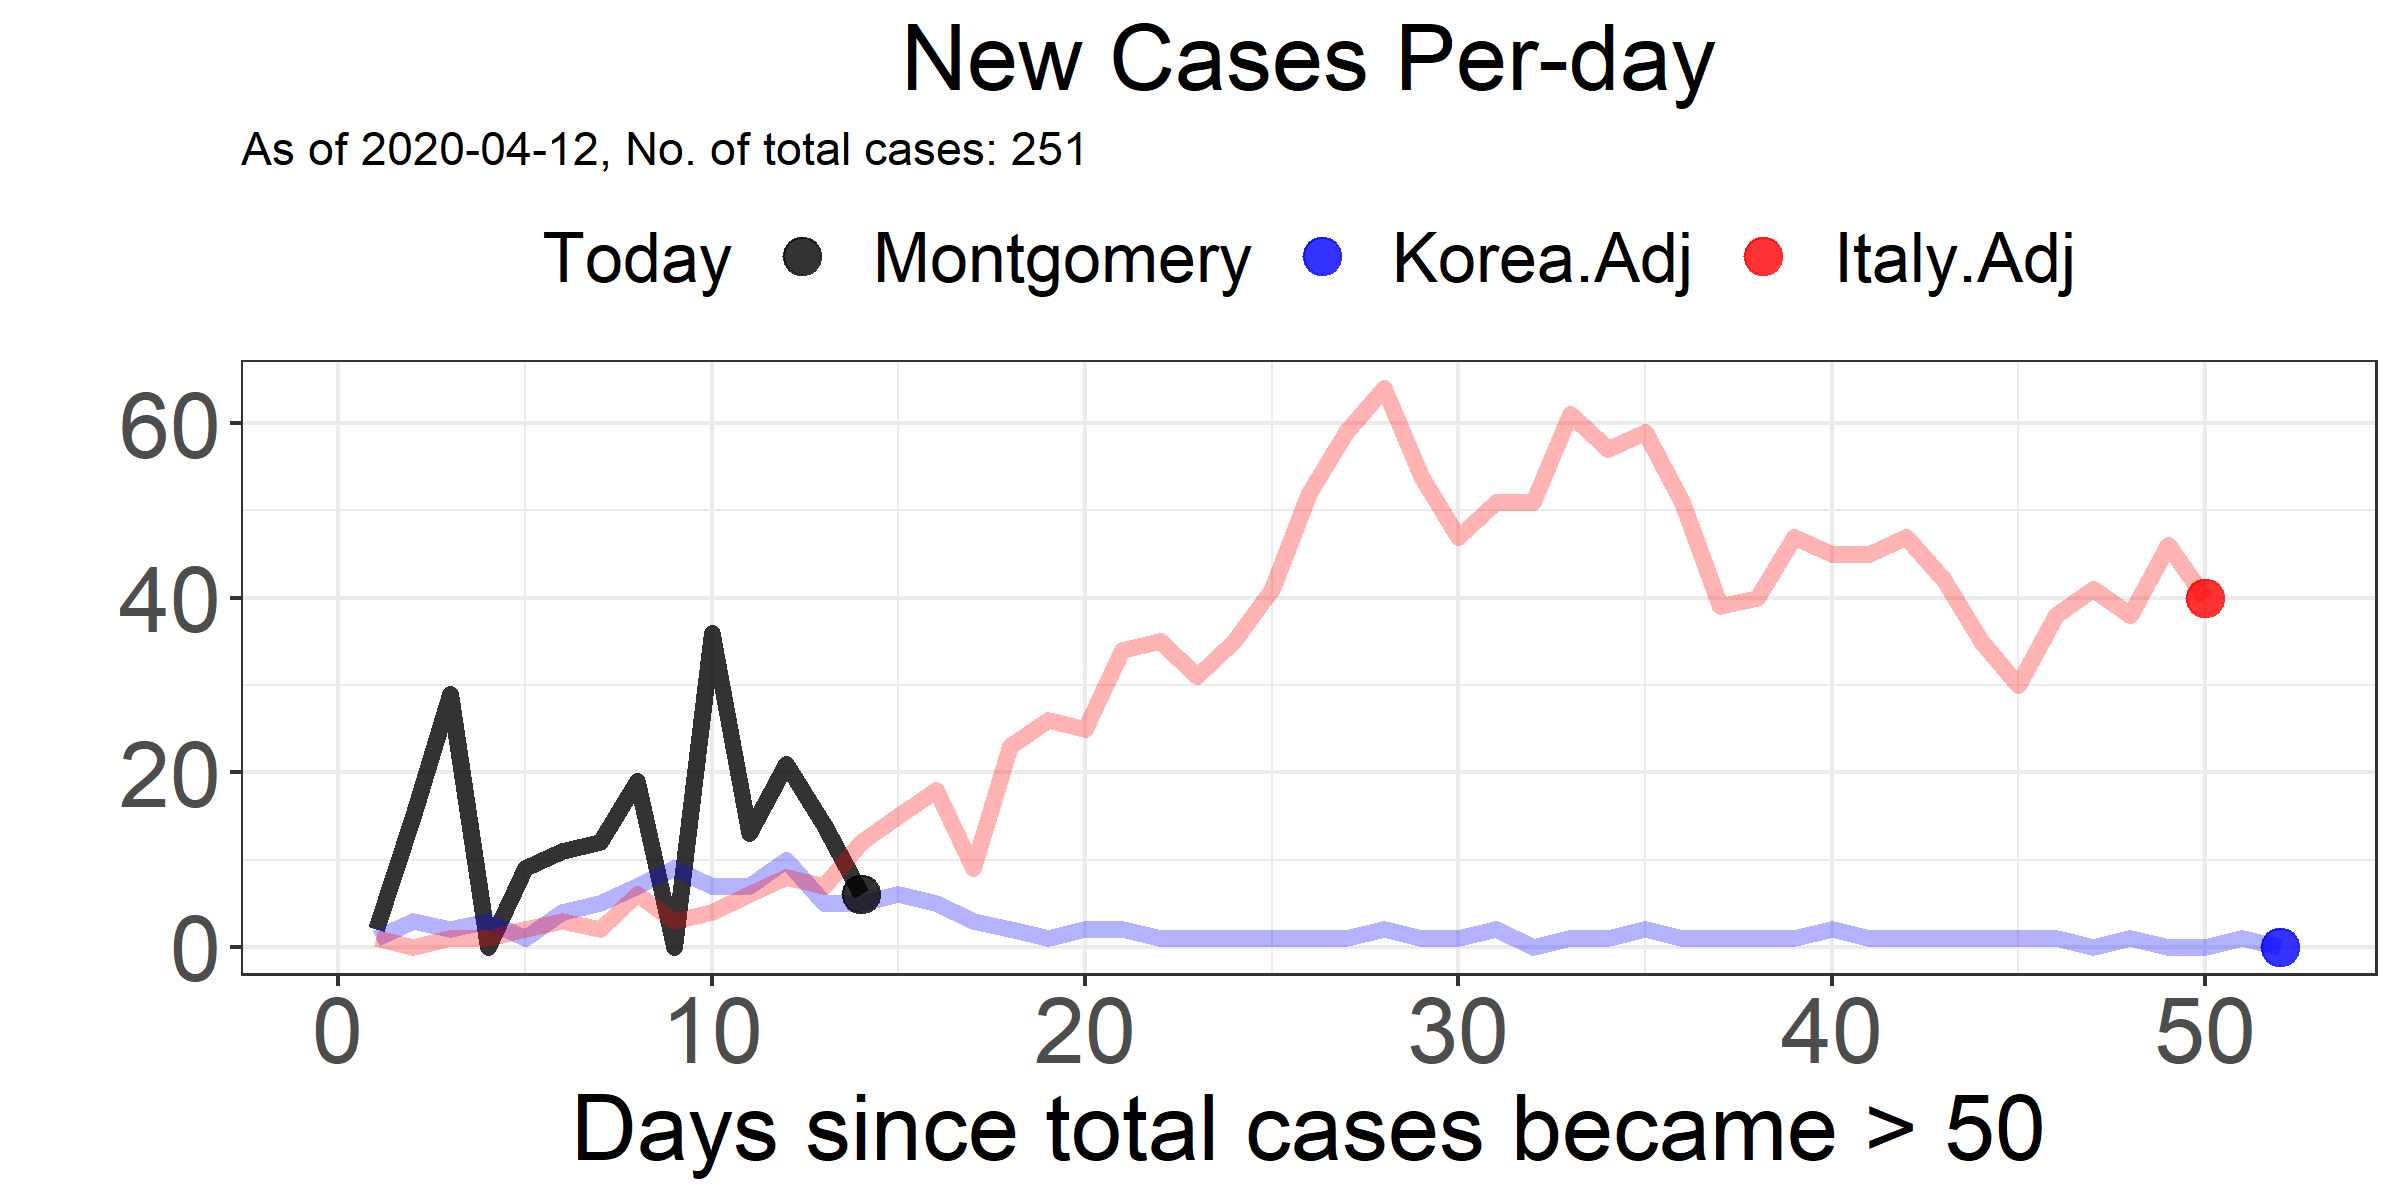 New Cases Per-day
As of 2020-04-12, No. of total cases: 251
Today Montgomery Korea.Adj Italy.Adj
60
40
20
0
0 10 20 30 40 50
Days since total cases became > 50